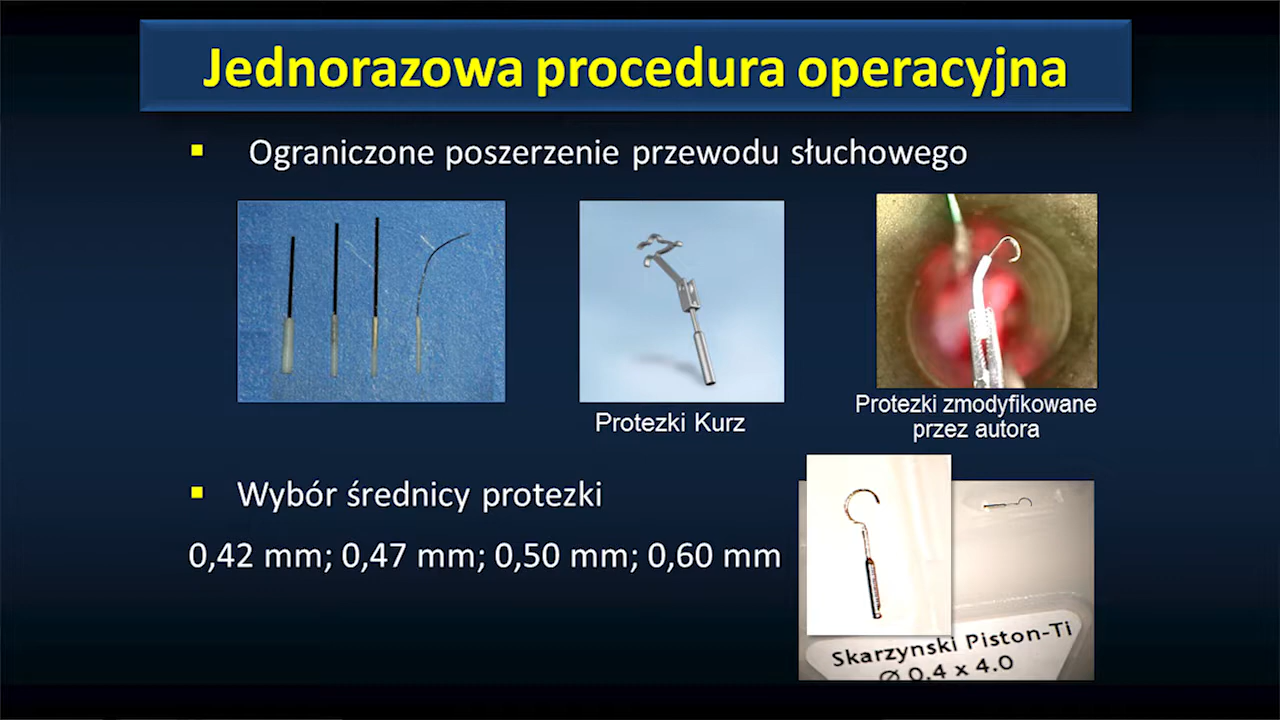 Jednorazowa procedura operacyjna
Ograniczone poszerzenie przewodu słuchowego
Protezki Kurz
Protezki zmodyfikowane
przez autora
Wybór średnicy protezki
0,42 mm; 0,47 mm; 0,50 mm; 0,60 mm
Skarzynski Piston-Ti
Ø 0.4 x 4.0